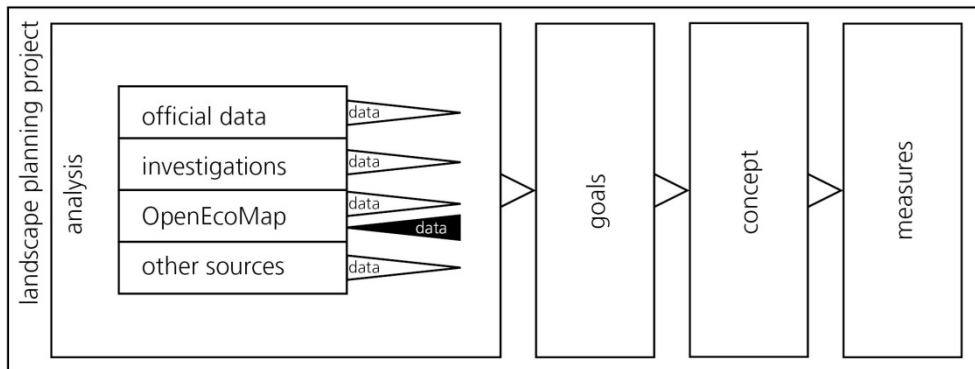 landscape planning project
analysis
official data
data
investigations
data
OpenEcoMap
data
data
other sources
data
goals
concept
measures